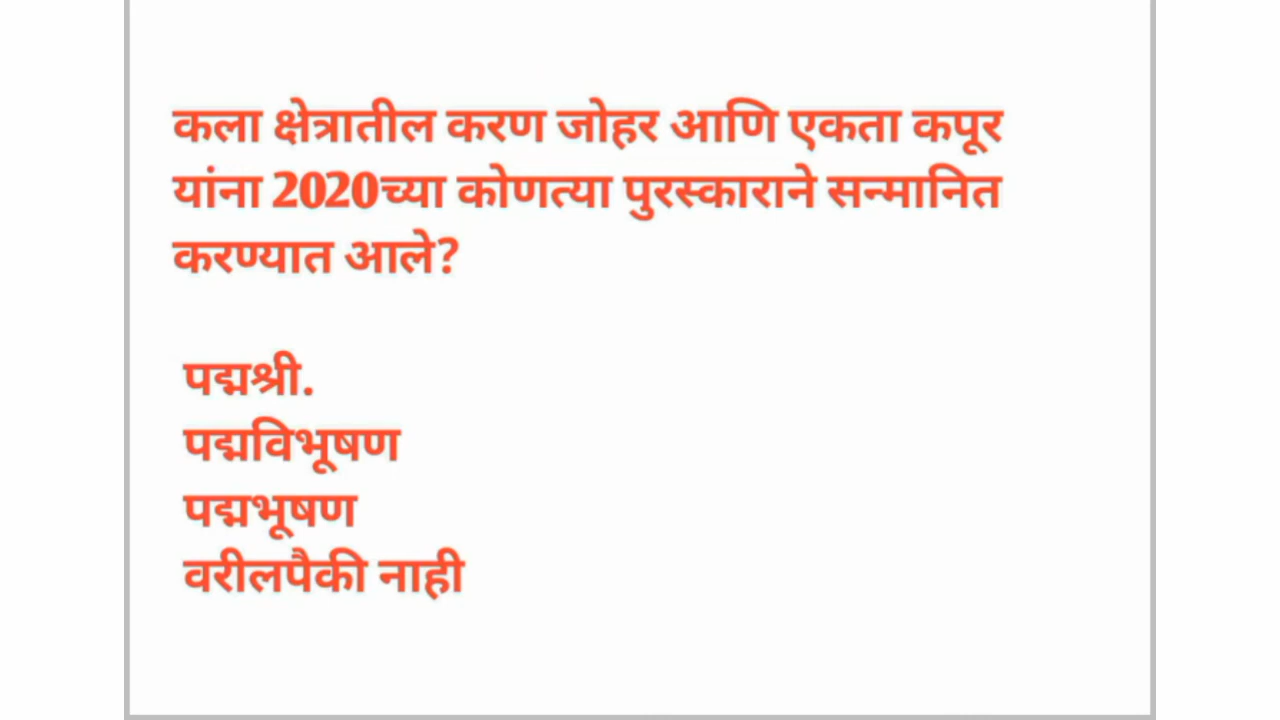 कला क्षेत्रातील करण जोहर आणि एकता कपूर
यांना 2020च्या कोणत्या पुरस्काराने सन्मानित
करण्यात आले?
पद्मश्री.
पद्मविभूषण
पद्मभूषण
वरीलपैकी नाही